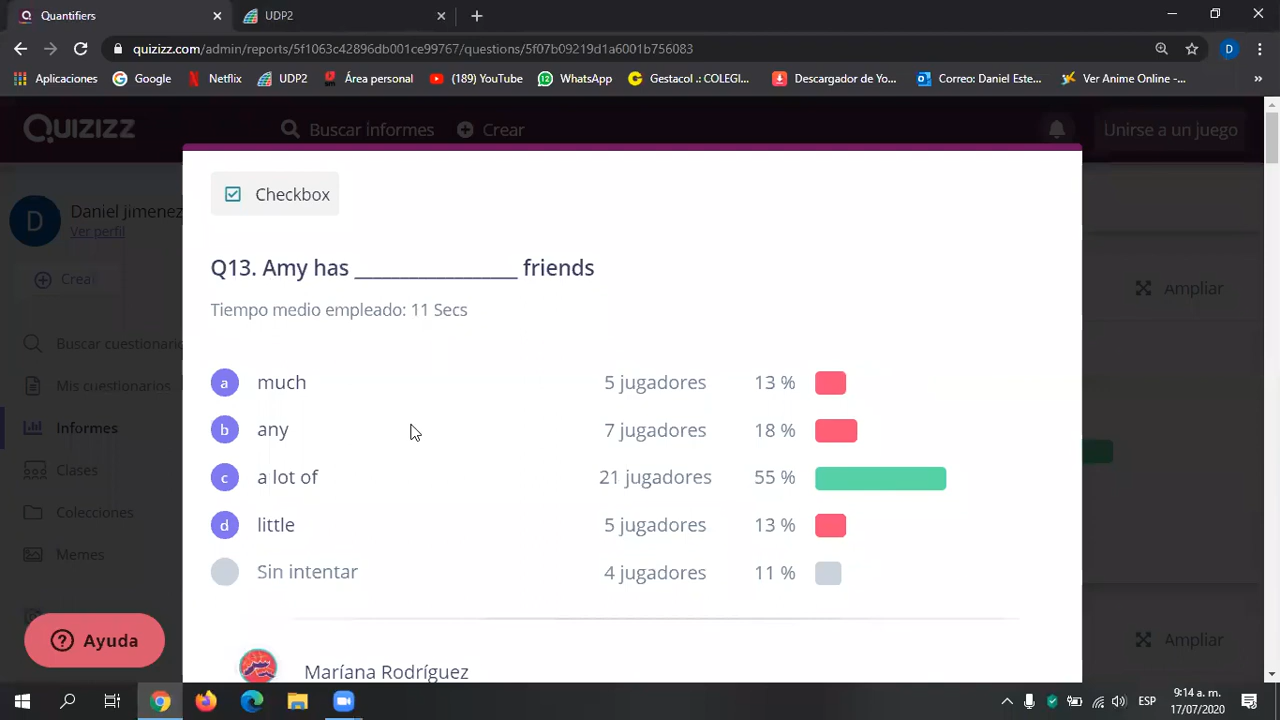 Quantifiers
UDP2
quizizz.com/admin/reports/5f1063c42896db001ce99767/questions/5f07b09219d1a6001b756083
D
Aplicaciones
Google
Netflix
UDP2
Área personal
(189) YouTube
WhatsApp
Gestacol .: COLEGI...
Descargador de Yo...
Correo: Daniel Este...
Ver Anime Online -...
»
Quizizz
Buscar informes
Crear
Unirse a un juego
D
Daniel jimenez
Ver perfil
Crear
Buscar cuestionario
Mis cuestionarios
Informes
Clases
Colecciones
Memes
Ayuda
Ampliar
Ampliar
Checkbox
Q13. Amy has _______________ friends
Tiempo medio empleado: 11 Secs
a much 5 jugadores 13 %
b any 7 jugadores 18 %
c a lot of 21 jugadores 55 %
d little 5 jugadores 13 %
Sin intentar 4 jugadores 11 %
Maríana Rodríguez
ESP
9:14 a. m.
17/07/2020